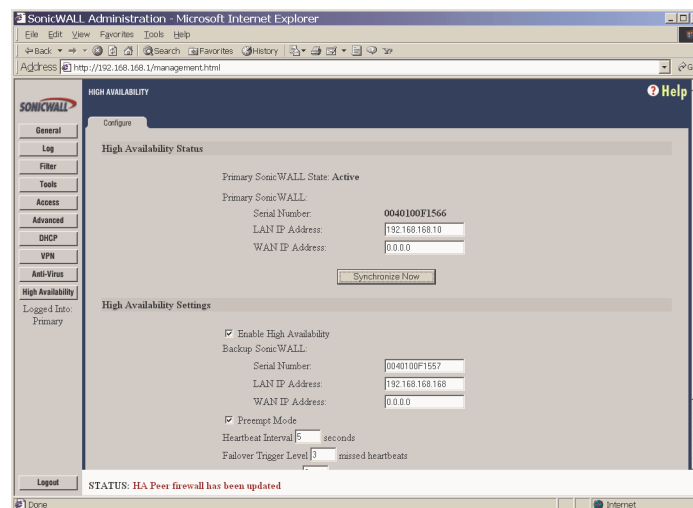 SonicWALL Administration - Microsoft Internet Explorer
File Edit View Favorites Tools Help
Back Search Favorites History
Address http://192.168.168.1/management.html
SONICWALL
HIGH AVAILABILITY
Help
Configure
General
Log
Filter
Tools
Access
Advanced
DHCP
VPN
Anti-Virus
High Availability
Logged Into:
Primary
High Availability Status
Primary SonicWALL State: Active
Primary SonicWALL:
Serial Number: 0040100F1566
LAN IP Address: 192.168.168.10
WAN IP Address: 0.0.0.0
Synchronize Now
High Availability Settings
Enable High Availability
Backup SonicWALL:
Serial Number: 0040100F1557
LAN IP Address: 192.168.168.168
WAN IP Address: 0.0.0.0
Preempt Mode
Heartbeat Interval 5 seconds
Failover Trigger Level 3 missed heartbeats
Logout
STATUS: HA Peer firewall has been updated
Done
Internet